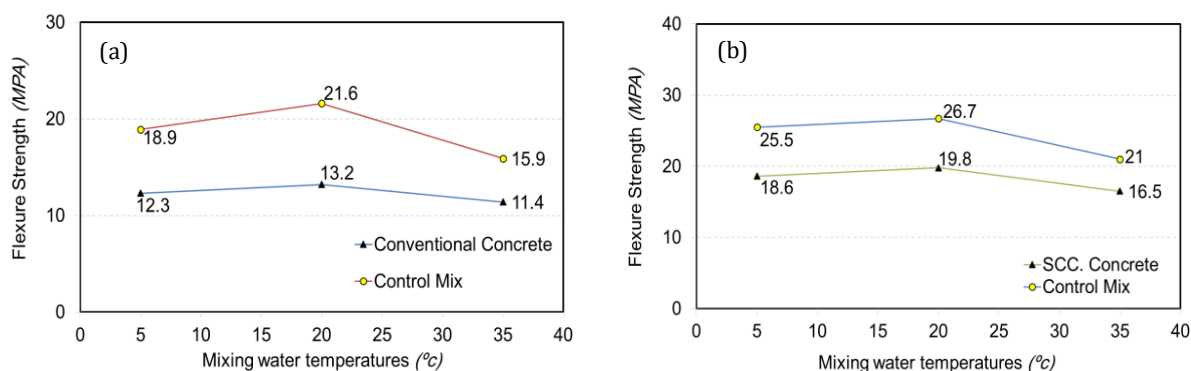 (a)
Flexure Strength (MPA)
30
20
10
0
18.9
21.6
15.9
12.3
13.2
11.4
Conventional Concrete
Control Mix
0 5 10 15 20 25 30 35 40
Mixing water temperatures (ºc)
(b)
Flexure Strength (MPA)
40
30
20
10
0
25.5
26.7
21
18.6
19.8
16.5
SCC. Concrete
Control Mix
0 5 10 15 20 25 30 35 40
Mixing water temperatures (ºc)